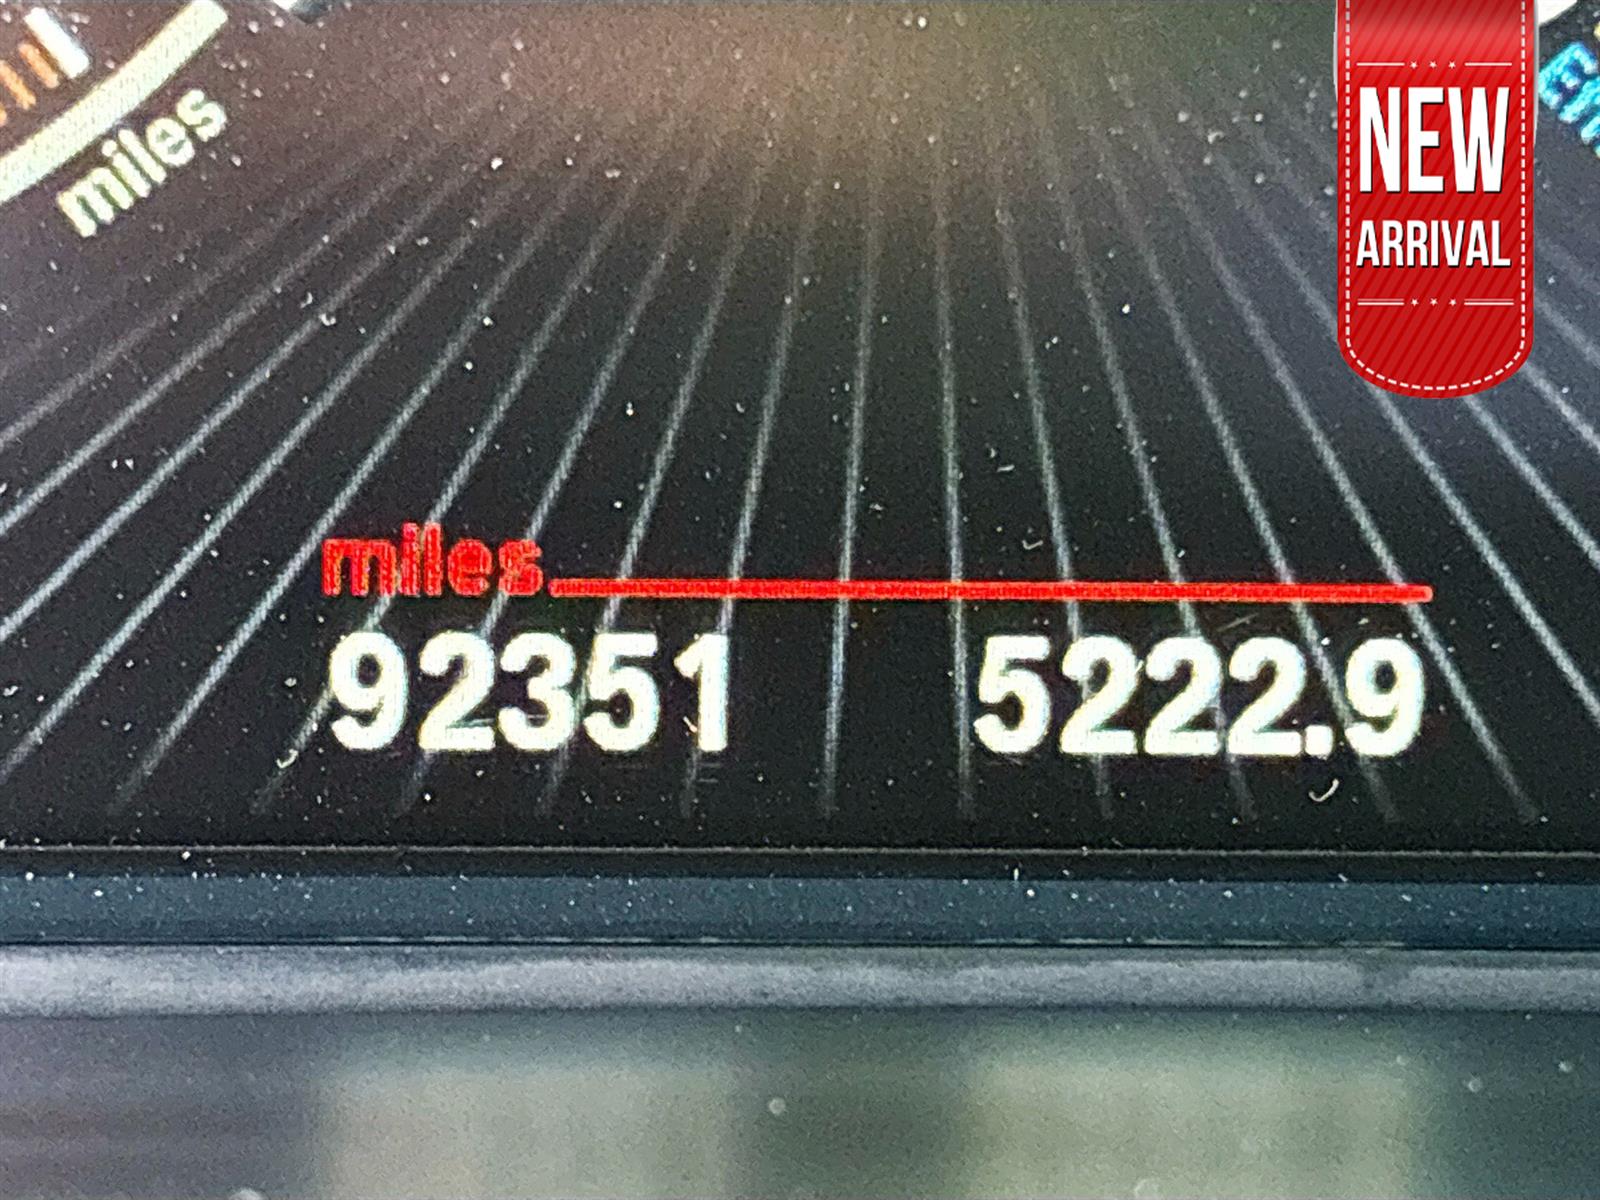 miles
NEW
ARRIVAL
miles
92351 5222.9